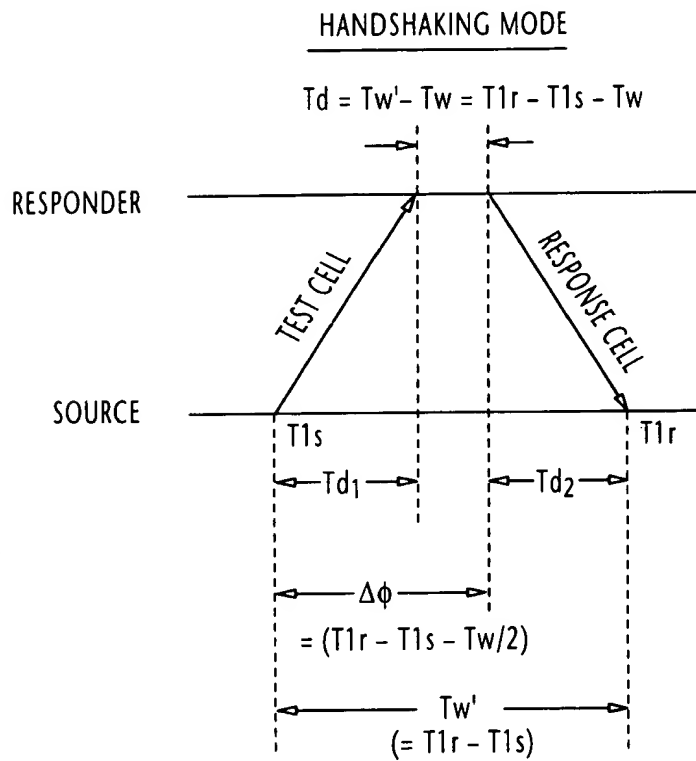 HANDSHAKING MODE
Td = Tw' - Tw = T1r - T1s - Tw
RESPONDER
TEST CELL
RESPONSE CELL
SOURCE
T1s
T1r
Td1
Td2
Δϕ
= (T1r - T1s - Tw/2)
Tw'
(= T1r - T1s)